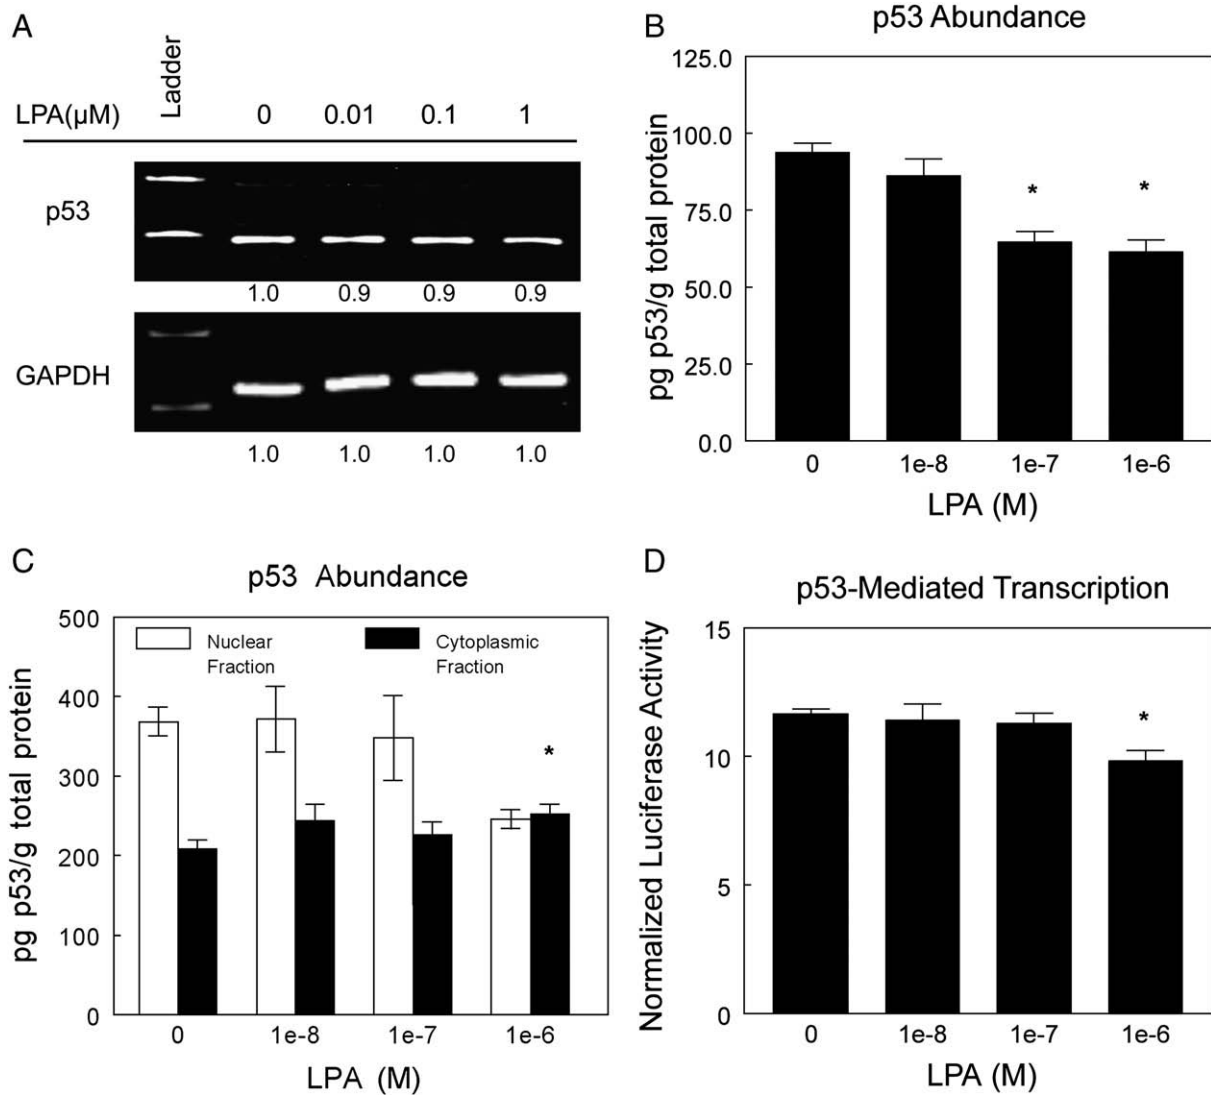 A
Ladder
LPA(µM) 0 0.01 0.1 1
p53
1.0 0.9 0.9 0.9
GAPDH
1.0 1.0 1.0 1.0
B
p53 Abundance
pg p53/g total protein
125.0
100.0
75.0
50.0
25.0
0.0
* *
0 1e-8 1e-7 1e-6
LPA (M)
C
p53 Abundance
pg p53/g total protein
500
400
300
200
100
0
Nuclear
Fraction
Cytoplasmic
Fraction
*
0 1e-8 1e-7 1e-6
LPA (M)
D
p53-Mediated Transcription
Normalized Luciferase Activity
15
10
5
0
*
0 1e-8 1e-7 1e-6
LPA (M)